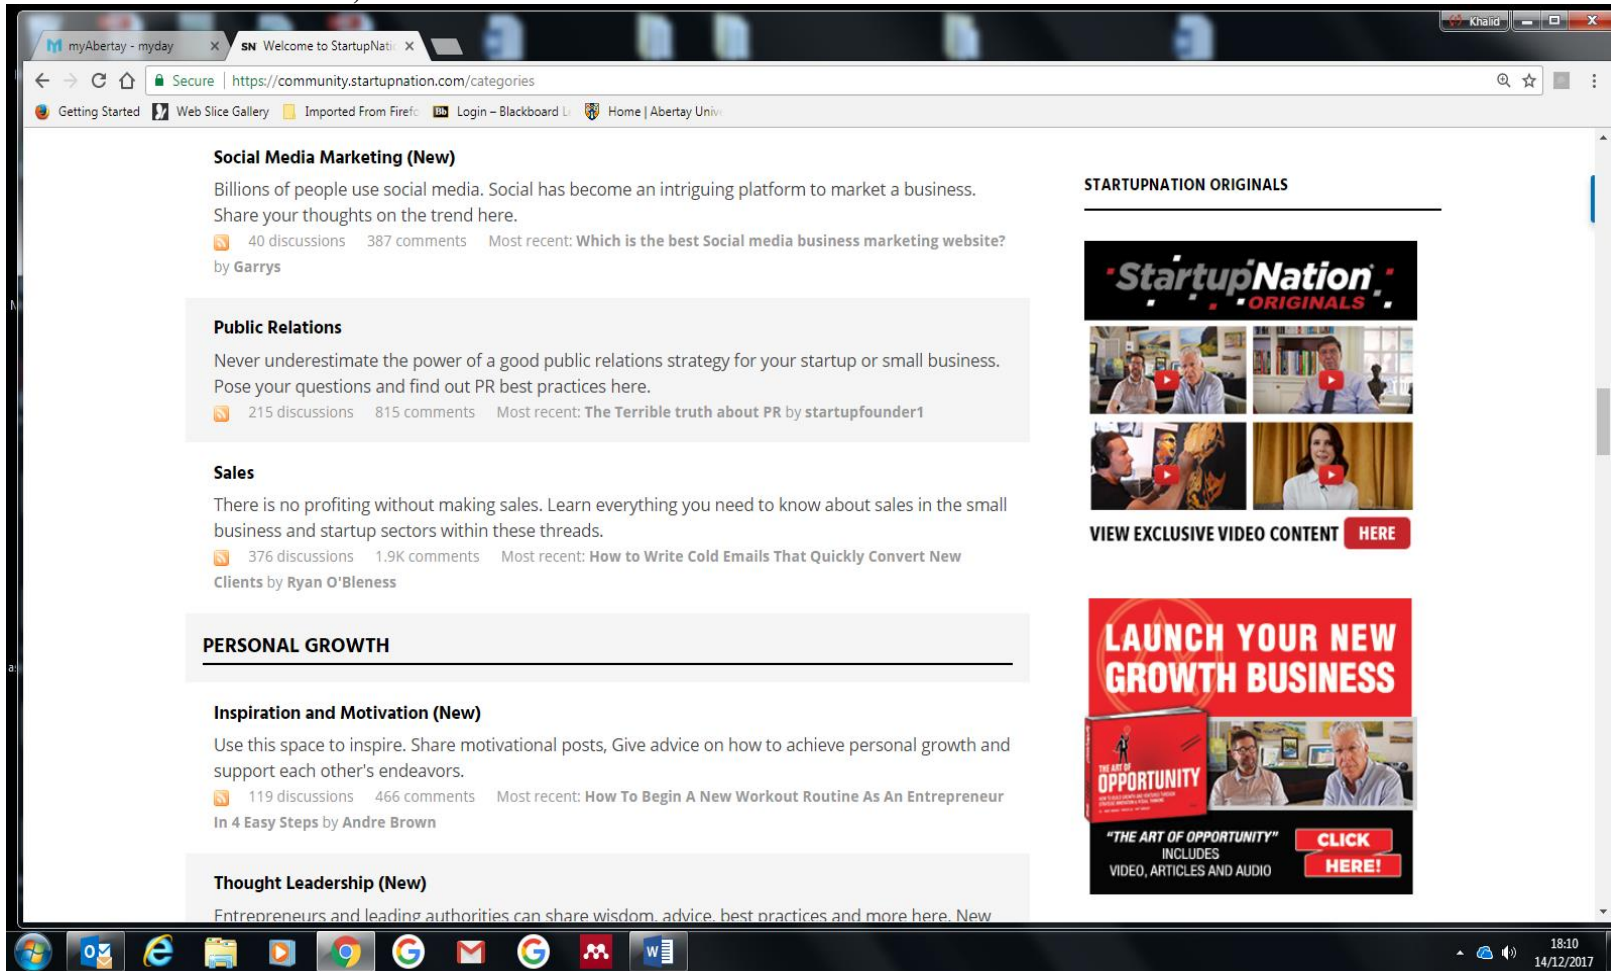 Khalid
myAbertay - myday
SN Welcome to StartupNatic
Secure | https://community.startupnation.com/categories
Getting Started Web Slice Gallery Imported From Firefo Bb Login – Blackboard L Home | Abertay Univ
Social Media Marketing (New)
Billions of people use social media. Social has become an intriguing platform to market a business.
Share your thoughts on the trend here.
40 discussions 387 comments Most recent: Which is the best Social media business marketing website?
by Garrys
Public Relations
Never underestimate the power of a good public relations strategy for your startup or small business.
Pose your questions and find out PR best practices here.
215 discussions 815 comments Most recent: The Terrible truth about PR by startupfounder1
Sales
There is no profiting without making sales. Learn everything you need to know about sales in the small
business and startup sectors within these threads.
376 discussions 1.9K comments Most recent: How to Write Cold Emails That Quickly Convert New
Clients by Ryan O'Bleness
PERSONAL GROWTH
Inspiration and Motivation (New)
Use this space to inspire. Share motivational posts, Give advice on how to achieve personal growth and
support each other's endeavors.
119 discussions 466 comments Most recent: How To Begin A New Workout Routine As An Entrepreneur
In 4 Easy Steps by Andre Brown
Thought Leadership (New)
Entrepreneurs and leading authorities can share wisdom, advice, best practices and more here. New
STARTUPNATION ORIGINALS
StartupNation
ORIGINALS
VIEW EXCLUSIVE VIDEO CONTENT HERE
LAUNCH YOUR NEW
GROWTH BUSINESS
THE ART OF
OPPORTUNITY
"THE ART OF OPPORTUNITY"
INCLUDES
VIDEO, ARTICLES AND AUDIO
CLICK
HERE!
18:10
14/12/2017